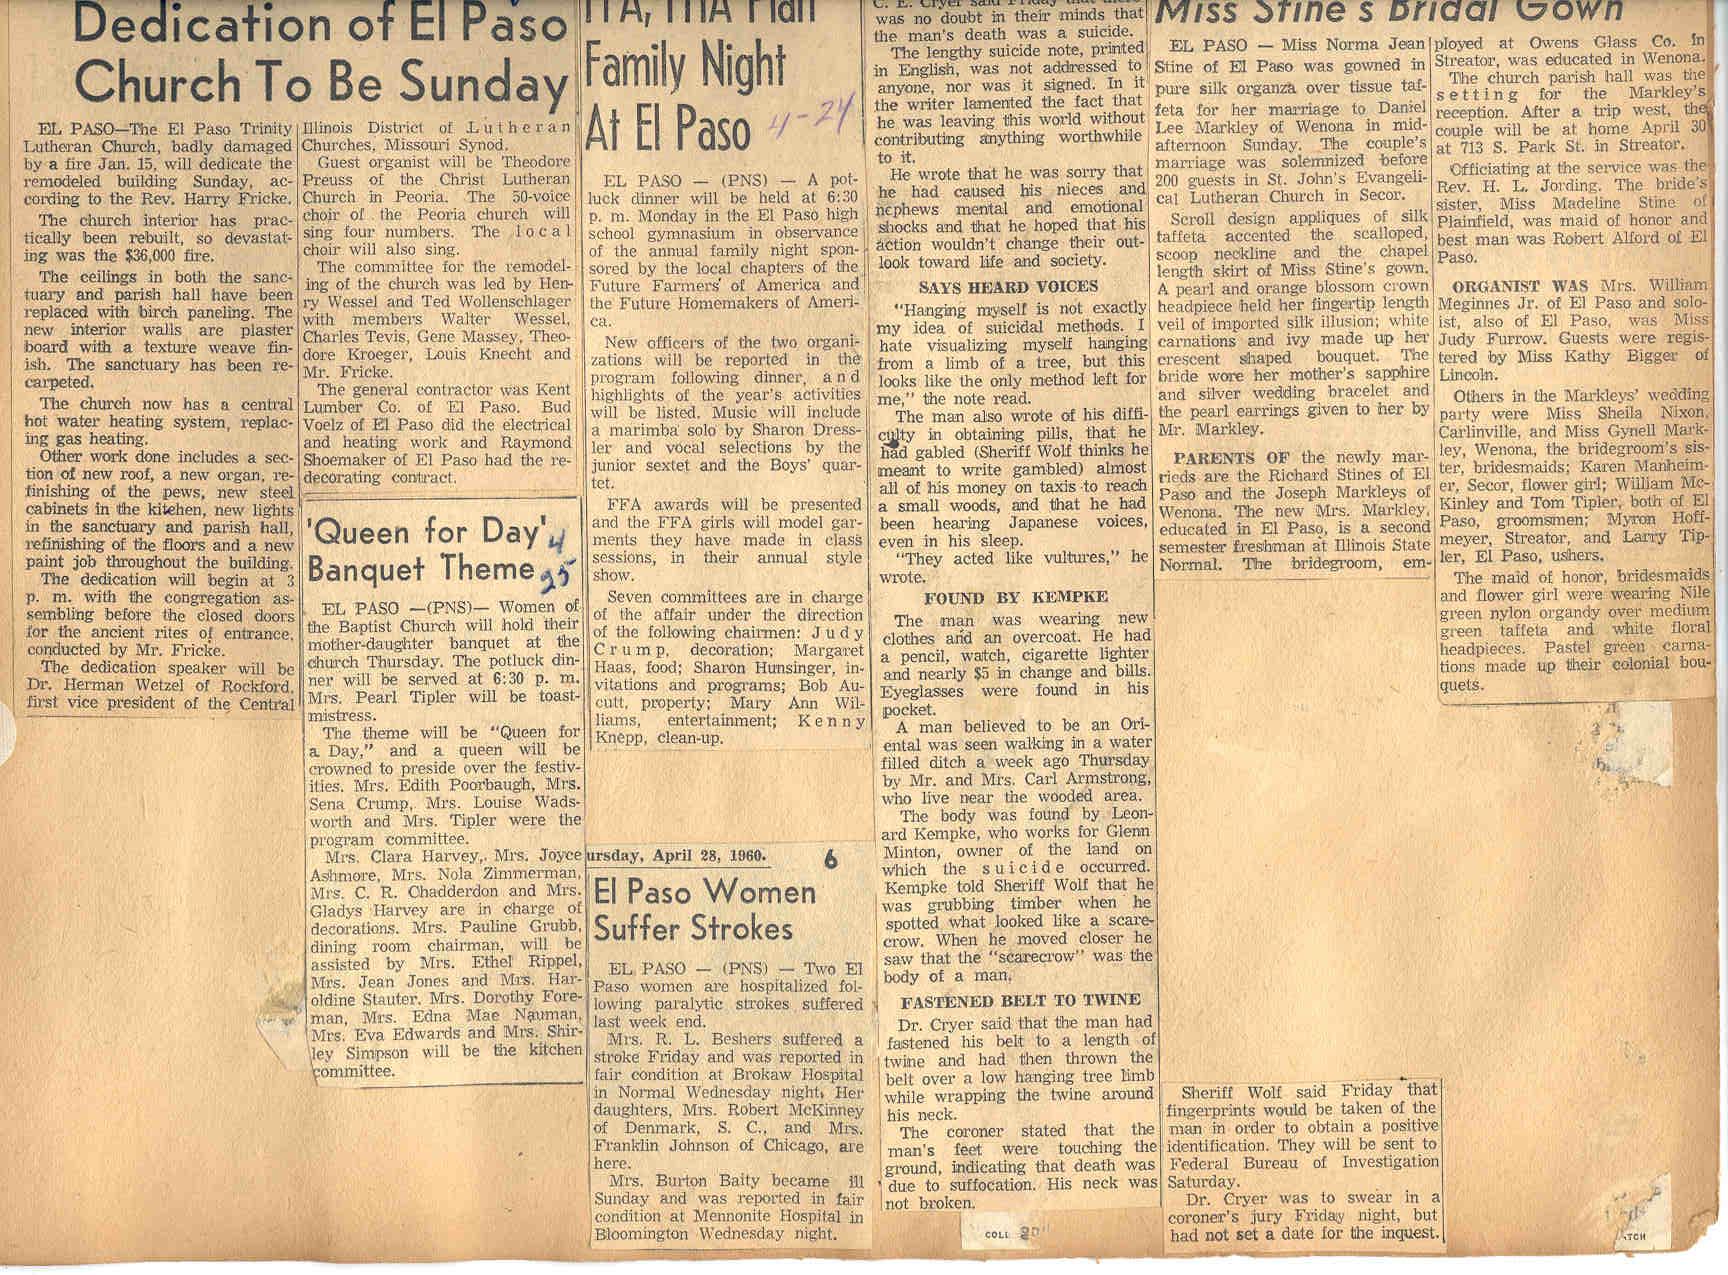 Dedication of El Paso
Church To Be Sunday
EL PASO—The El Paso Trinity
Lutheran Church, badly damaged
by a fire Jan. 15, will dedicate the
remodeled building Sunday, ac-
cording to the Rev. Harry Fricke.
The church interior has prac-
tically been rebuilt, so devastat-
ing was the $36,000 fire.
The ceilings in both the sanc-
tuary and parish hall have been
replaced with birch paneling. The
new interior walls are plaster
board with a texture weave fin-
ish. The sanctuary has been re-
carpeted.
The church now has a central
hot water heating system, replac-
ing gas heating.
Other work done includes a sec-
tion of new roof, a new organ, re-
finishing of the pews, new steel
cabinets in the kitchen, new lights
in the sanctuary and parish hall,
refinishing of the floors and a new
paint job throughout the building.
The dedication will begin at 3
p. m. with the congregation as-
sembling before the closed doors
for the ancient rites of entrance,
conducted by Mr. Fricke.
The dedication speaker will be
Dr. Herman Wetzel of Rockford,
first vice president of the Central
Illinois District of Lutheran
Churches, Missouri Synod.
Guest organist will be Theodore
Preuss of the Christ Lutheran
Church in Peoria. The 50-voice
choir of the Peoria church will
sing four numbers. The local
choir will also sing.
The committee for the remodel-
ing of the church was led by Hen-
ry Wessel and Ted Wollenschlager
with members Walter Wessel,
Charles Tevis, Gene Massey, Theo-
dore Kroeger, Louis Knecht and
Mr. Fricke.
The general contractor was Kent
Lumber Co. of El Paso. Bud
Voelz of El Paso did the electrical
and heating work and Raymond
Shoemaker of El Paso had the re-
decorating contract.
'Queen for Day' 4
Banquet Theme 25
EL PASO —(PNS)— Women of
the Baptist Church will hold their
mother-daughter banquet at the
church Thursday. The potluck din-
ner will be served at 6:30 p. m.
Mrs. Pearl Tipler will be toast-
mistress.
The theme will be "Queen for
a Day," and a queen will be
crowned to preside over the festiv-
ities. Mrs. Edith Poorbaugh, Mrs.
Sena Crump, Mrs. Louise Wads-
worth and Mrs. Tipler were the
program committee.
Mrs. Clara Harvey, Mrs. Joyce
Ashmore, Mrs. Nola Zimmerman,
Mrs. C. R. Chadderdon and Mrs.
Gladys Harvey are in charge of
decorations. Mrs. Pauline Grubb,
dining room chairman, will be
assisted by Mrs. Ethel Rippel,
Mrs. Jean Jones and Mrs. Har-
oldine Stauter. Mrs. Dorothy Fore-
man, Mrs. Edna Mae Nauman,
Mrs. Eva Edwards and Mrs. Shir-
ley Simpson will be the kitchen
committee.
FFA, FHA Plan
Family Night
At El Paso 4-24
EL PASO — (PNS) — A pot-
luck dinner will be held at 6:30
p. m. Monday in the El Paso high
school gymnasium in observance
of the annual family night spon-
sored by the local chapters of the
Future Farmers' of America and
the Future Homemakers of Ameri-
ca.
New officers of the two organi-
zations will be reported in the
program following dinner, and
highlights of the year's activities
will be listed. Music will include
a marimba solo by Sharon Dress-
ler and vocal selections by the
junior sextet and the Boys' quar-
tet.
FFA awards will be presented
and the FFA girls will model gar-
ments they have made in class
sessions, in their annual style
show.
Seven committees are in charge
of the affair under the direction
of the following chairmen: Judy
Crump, decoration; Margaret
Haas, food; Sharon Hunsinger, in-
vitations and programs; Bob Au-
cutt, property; Mary Ann Wil-
liams, entertainment; Kenny
Knepp, clean-up.
ursday, April 28, 1960. 6
El Paso Women
Suffer Strokes
EL PASO — (PNS) — Two El
Paso women are hospitalized fol-
lowing paralytic strokes suffered
last week end.
Mrs. R. L. Beshers suffered a
stroke Friday and was reported in
fair condition at Brokaw Hospital
in Normal Wednesday night. Her
daughters, Mrs. Robert McKinney
of Denmark, S. C., and Mrs.
Franklin Johnson of Chicago, are
here.
Mrs. Burton Baity became ill
Sunday and was reported in fair
condition at Mennonite Hospital in
Bloomington Wednesday night.
C. E. Cryer said Friday that there
was no doubt in their minds that
the man's death was a suicide.
The lengthy suicide note, printed
in English, was not addressed to
anyone, nor was it signed. In it
the writer lamented the fact that
he was leaving this world without
contributing anything worthwhile
to it.
He wrote that he was sorry that
he had caused his nieces and
nephews mental and emotional
shocks and that he hoped that his
action wouldn't change their out-
look toward life and society.
SAYS HEARD VOICES
"Hanging myself is not exactly
my idea of suicidal methods. I
hate visualizing myself hanging
from a limb of a tree, but this
looks like the only method left for
me," the note read.
The man also wrote of his diffi-
culty in obtaining pills, that he
had gabled (Sheriff Wolf thinks he
meant to write gambled) almost
all of his money on taxis to reach
a small woods, and that he had
been hearing Japanese voices,
even in his sleep.
"They acted like vultures," he
wrote.
FOUND BY KEMPKE
The man was wearing new
clothes and an overcoat. He had
a pencil, watch, cigarette lighter
and nearly $5 in change and bills.
Eyeglasses were found in his
pocket.
A man believed to be an Ori-
ental was seen walking in a water
filled ditch a week ago Thursday
by Mr. and Mrs. Carl Armstrong,
who live near the wooded area.
The body was found by Leon-
ard Kempke, who works for Glenn
Minton, owner of the land on
which the suicide occurred.
Kempke told Sheriff Wolf that he
was grubbing timber when he
spotted what looked like a scare-
crow. When he moved closer he
saw that the "scarecrow" was the
body of a man.
FASTENED BELT TO TWINE
Dr. Cryer said that the man had
fastened his belt to a length of
twine and had then thrown the
belt over a low hanging tree limb
while wrapping the twine around
his neck.
The coroner stated that the
man's feet were touching the
ground, indicating that death was
due to suffocation. His neck was
not broken.
COLL
Miss Stine's Bridal Gown
EL PASO — Miss Norma Jean
Stine of El Paso was gowned in
pure silk organza over tissue taf-
feta for her marriage to Daniel
Lee Markley of Wenona in mid-
afternoon Sunday. The couple's
marriage was solemnized before
200 guests in St. John's Evangeli-
cal Lutheran Church in Secor.
Scroll design appliques of silk
taffeta accented the scalloped,
scoop neckline and the chapel
length skirt of Miss Stine's gown.
A pearl and orange blossom crown
headpiece held her fingertip length
veil of imported silk illusion; white
carnations and ivy made up her
crescent shaped bouquet. The
bride wore her mother's sapphire
and silver wedding bracelet and
the pearl earrings given to her by
Mr. Markley.
PARENTS OF the newly mar-
rieds are the Richard Stines of El
Paso and the Joseph Markleys of
Wenona. The new Mrs. Markley,
educated in El Paso, is a second
semester freshman at Illinois State
Normal. The bridegroom, em-
ployed at Owens Glass Co. in
Streator, was educated in Wenona.
The church parish hall was the
setting for the Markley's
reception. After a trip west, the
couple will be at home April 30
at 713 S. Park St. in Streator.
Officiating at the service was the
Rev. H. L. Jording. The bride's
sister, Miss Madeline Stine of
Plainfield, was maid of honor and
best man was Robert Alford of El
Paso.
ORGANIST WAS Mrs. William
Meginnes Jr. of El Paso and solo-
ist, also of El Paso, was Miss
Judy Furrow. Guests were regis-
tered by Miss Kathy Bigger of
Lincoln.
Others in the Markleys' wedding
party were Miss Sheila Nixon,
Carlinville, and Miss Gynell Mark-
ley, Wenona, the bridegroom's sis-
ter, bridesmaids; Karen Manheim-
er, Secor, flower girl; William Mc-
Kinley and Tom Tipler, both of El
Paso, groomsmen; Myron Hoff-
meyer, Streator, and Larry Tip-
ler, El Paso, ushers.
The maid of honor, bridesmaids
and flower girl were wearing Nile
green nylon organdy over medium
green taffeta and white floral
headpieces. Pastel green carna-
tions made up their colonial bou-
quets.
Sheriff Wolf said Friday that
fingerprints would be taken of the
man in order to obtain a positive
identification. They will be sent to
Federal Bureau of Investigation
Saturday.
Dr. Cryer was to swear in a
coroner's jury Friday night, but
had not set a date for the inquest.
TCH